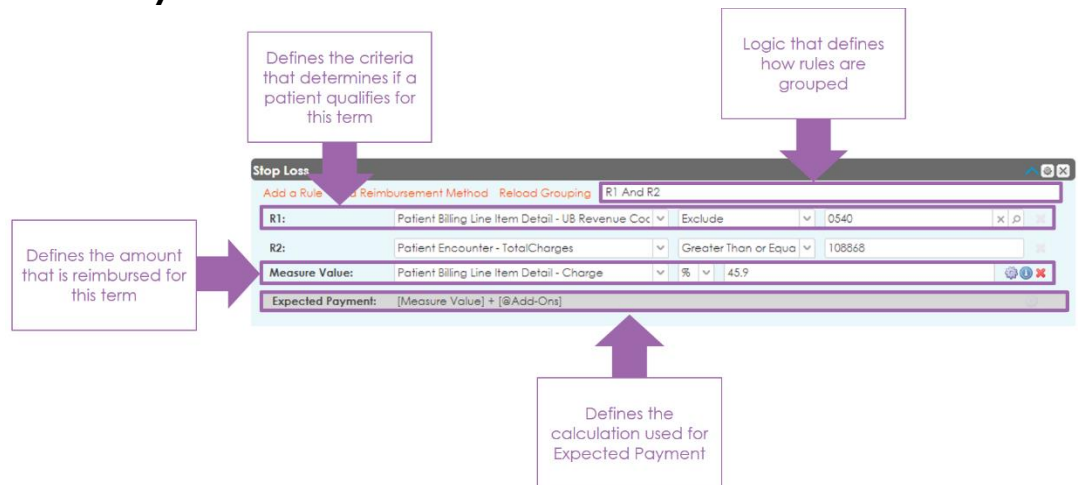 Defines the criteria
that determines if a
patient qualifies for
this term
Logic that defines
how rules are
grouped
Stop Loss
Add a Rule Reimbursement Method Reload Grouping R1 And R2
R1: Patient Billing Line Item Detail - UB Revenue Coc Exclude 0540
R2: Patient Encounter - TotalCharges Greater Than or Equa 108868
Measure Value: Patient Billing Line Item Detail - Charge % 45.9
Expected Payment: [Measure Value] + [@Add-Ons]
Defines the amount
that is reimbursed for
this term
Defines the
calculation used for
Expected Payment